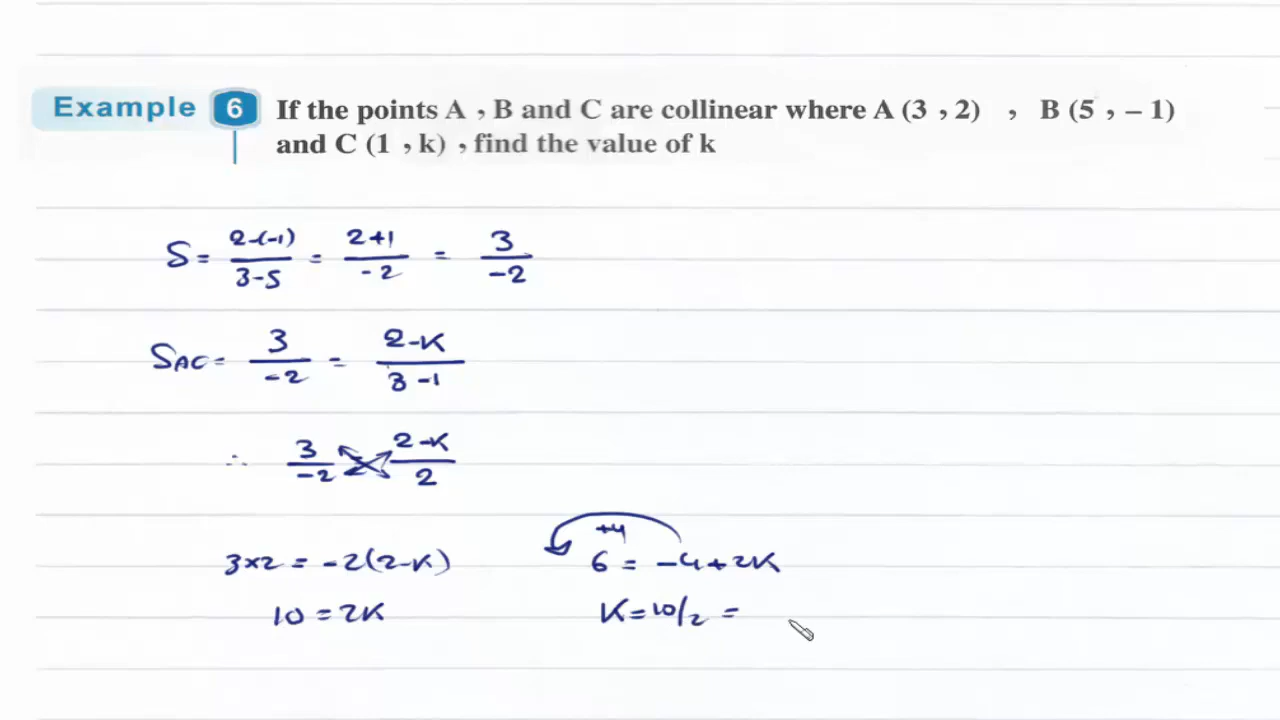 Example 6 If the points A , B and C are collinear where A (3 , 2) , B (5 , – 1)
and C (1 , k) , find the value of k
S = 2-(-1)/3-5 = 2+1/-2 = 3/-2
SAC = 3/-2 = 2-K/3-1
∴ 3/-2 = 2-K/2
3×2 = -2(2-K)
+4
6 = -4+2K
10 = 2K
K = 10/2 =